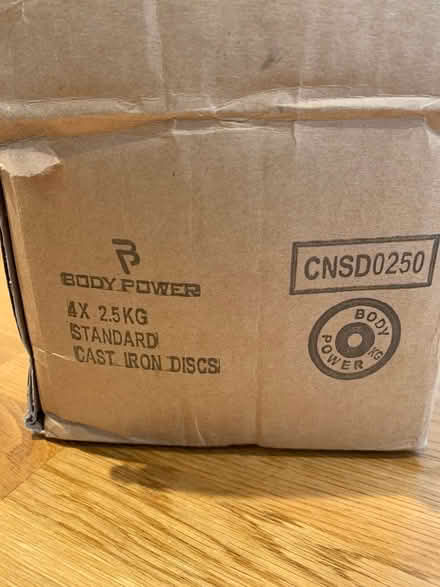 BODY POWER
4X 2.5KG
STANDARD
CAST IRON DISCS
CNSD0250
BODY
POWER
KG